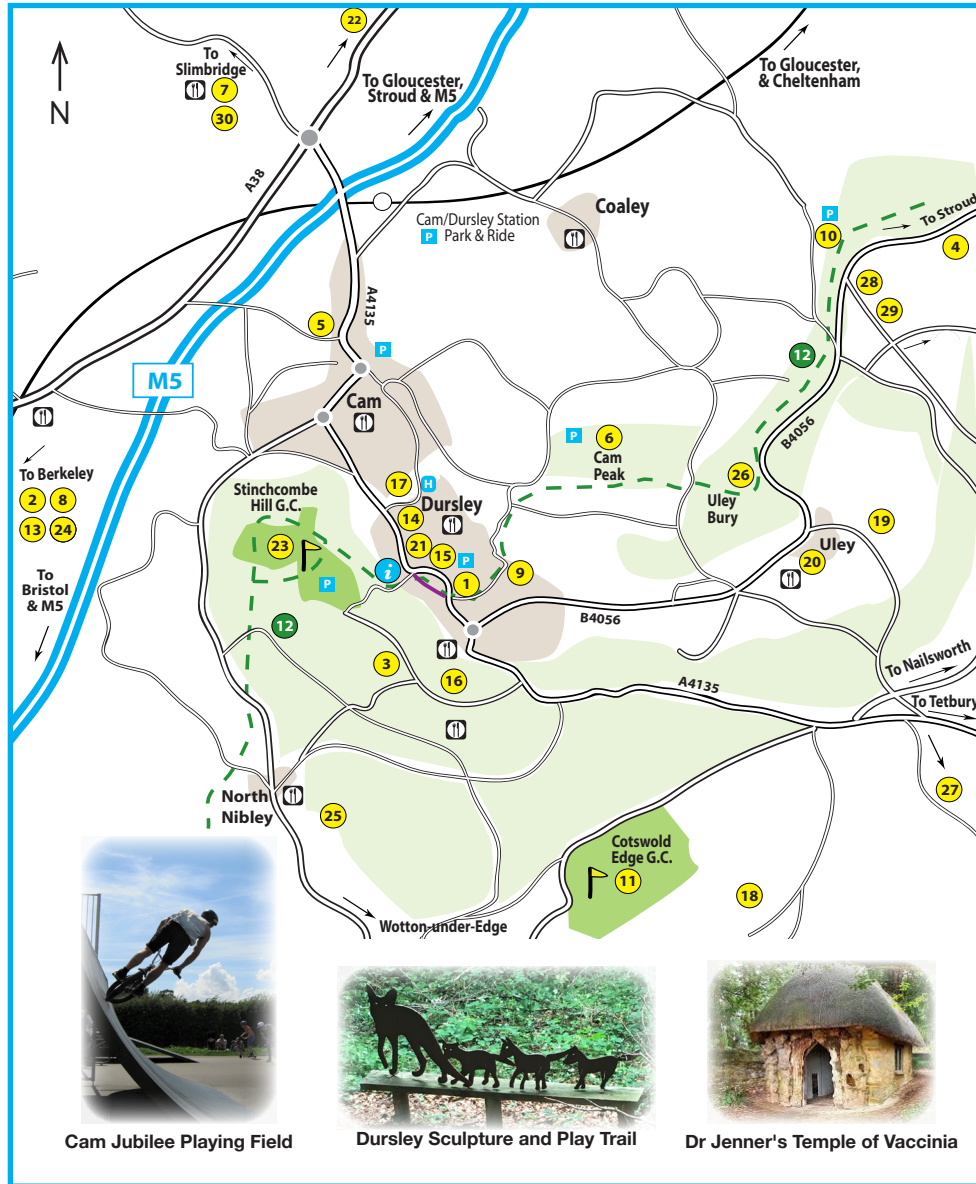 22
To
Slimbridge
7
30
N
To Gloucester,
Stroud & M5
To Gloucester,
& Cheltenham
A38
Coaley
Cam/Dursley Station
P Park & Ride
P
10
To Stroud
4
28
29
A4135
5
P
12
M5
Cam
B4056
P
6
Cam
Peak
To Berkeley
2 8
13 24
17
H
Stinchcombe
Hill G.C.
Dursley
14
26
Uley
Bury
19
23
21
15
P
Uley
20
To
Bristol
& M5
P
i
1
9
12
B4056
3
16
To Nailsworth
A4135
To Tetbury
27
North
Nibley
25
Cotswold
Edge G.C.
11
18
Wotton-under-Edge
Cam Jubilee Playing Field
Dursley Sculpture and Play Trail
Dr Jenner's Temple of Vaccinia